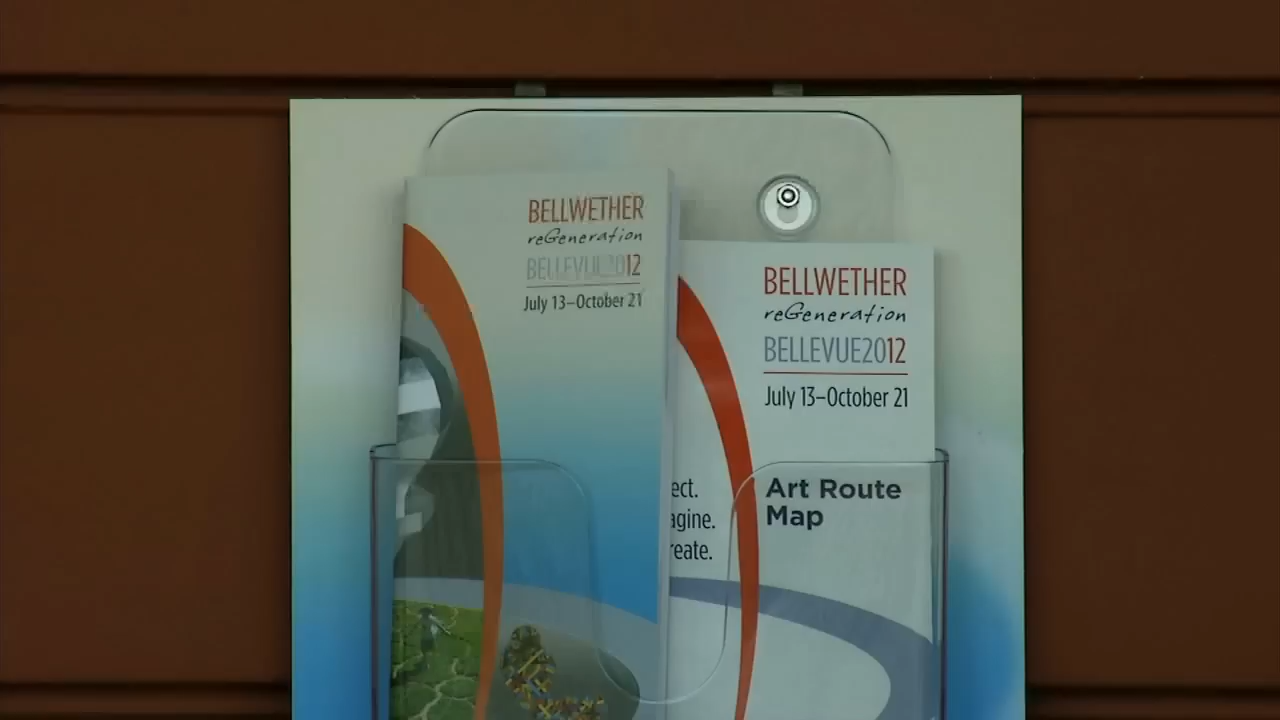 BELLWETHER
reGeneration
BELLEVUE2012
July 13–October 21
BELLWETHER
reGeneration
BELLEVUE2012
July 13–October 21
ect.
agine.
reate.
Art Route
Map